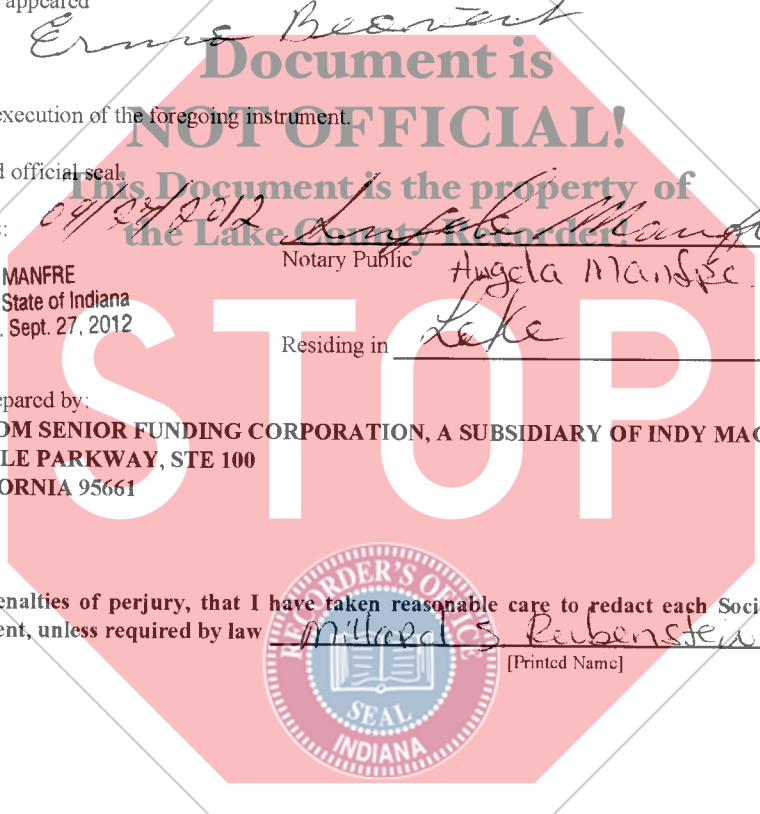 appeared
Erma Beavert
Document is
execution of the foregoing instrument.
NOT OFFICIAL!
d official seal.
This Document is the property of
s: 09/27/2012
the Lake County Recorder!
MANFRE
State of Indiana
. Sept. 27, 2012
Notary Public Angela Manfre
Residing in Lake
STOP
epared by:
OM SENIOR FUNDING CORPORATION, A SUBSIDIARY OF INDY MAC
LE PARKWAY, STE 100
ORNIA 95661
enalties of perjury, that I have taken reasonable care to redact each Soci
ent, unless required by law Millard S Rubenstein
[Printed Name]
RECORDER'S OFFICE
SEAL
INDIANA